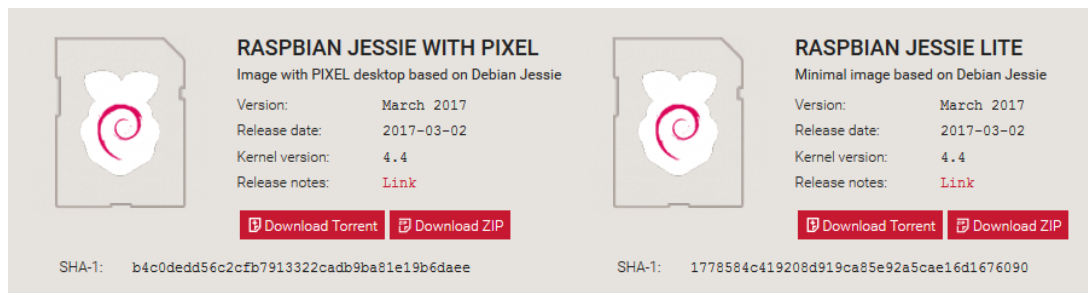 RASPBIAN JESSIE WITH PIXEL
Image with PIXEL desktop based on Debian Jessie
Version: March 2017
Release date: 2017-03-02
Kernel version: 4.4
Release notes: Link
Download Torrent Download ZIP
SHA-1: b4c0dedd56c2cfb7913322cadb9ba81e19b6daee
RASPBIAN JESSIE LITE
Minimal image based on Debian Jessie
Version: March 2017
Release date: 2017-03-02
Kernel version: 4.4
Release notes: Link
Download Torrent Download ZIP
SHA-1: 1778584c419208d919ca85e92a5cae16d1676090